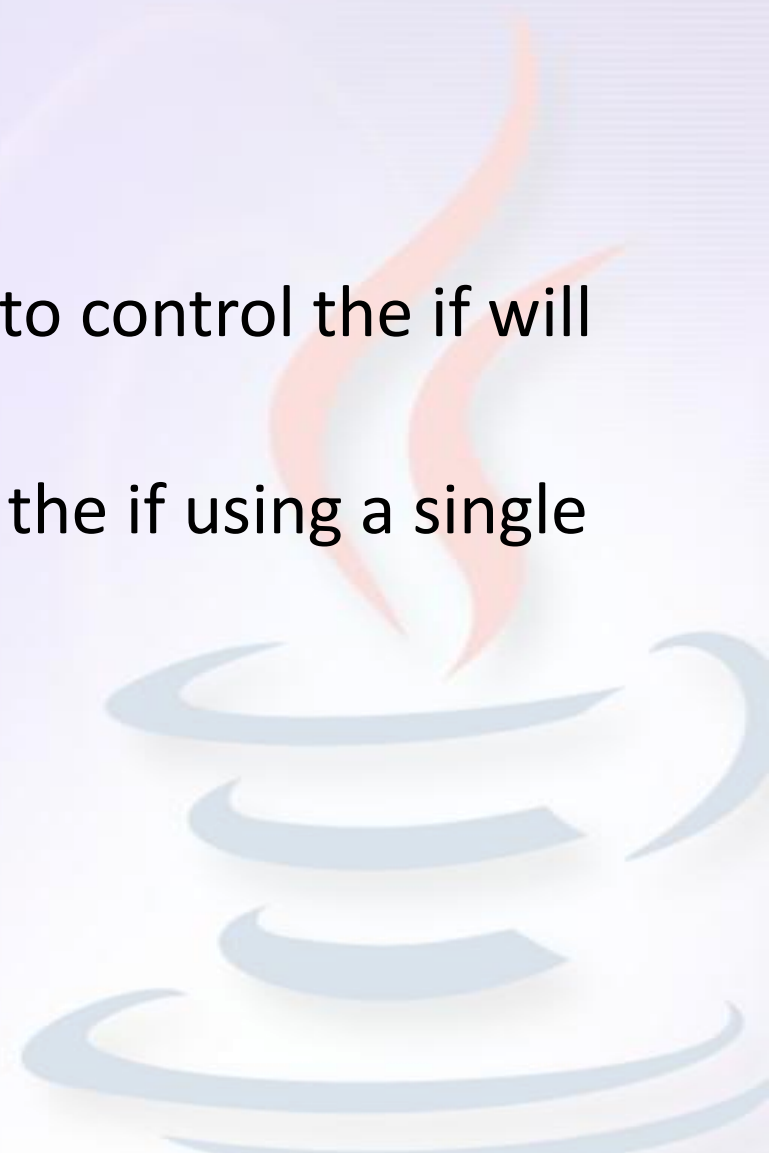 to control the if will
the if using a single